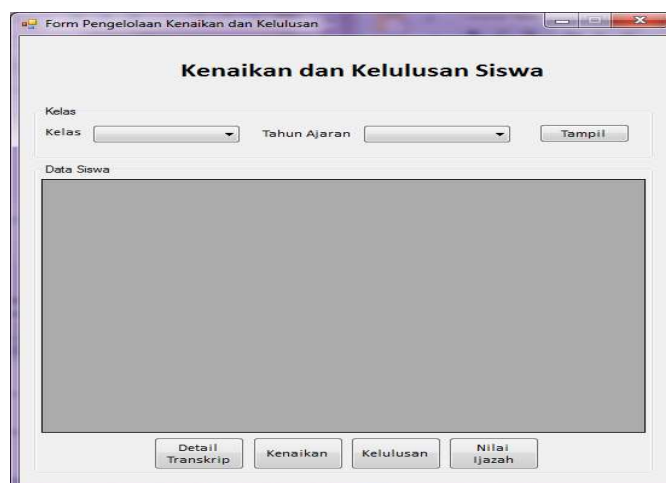 Form Pengelolaan Kenaikan dan Kelulusan
Kenaikan dan Kelulusan Siswa
Kelas
Kelas Tahun Ajaran Tampil
Data Siswa
Detail Transkrip Kenaikan Kelulusan Nilai Ijazah